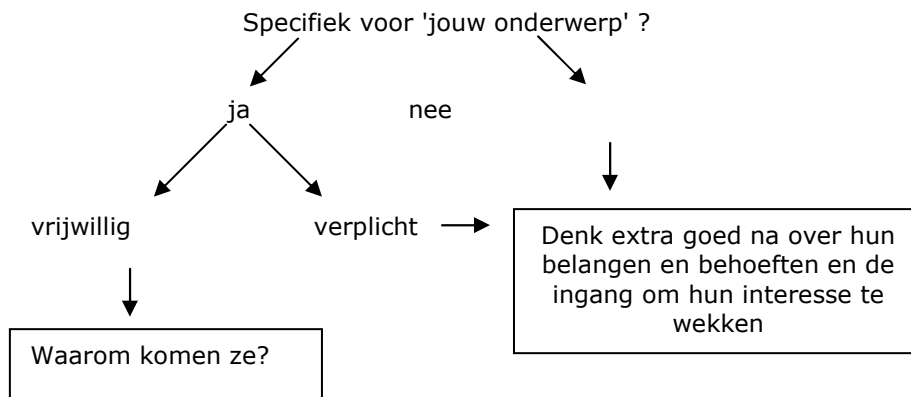 Specifiek voor 'jouw onderwerp' ?
ja nee
vrijwillig verplicht
Denk extra goed na over hun
belangen en behoeften en de
ingang om hun interesse te
wekken
Waarom komen ze?